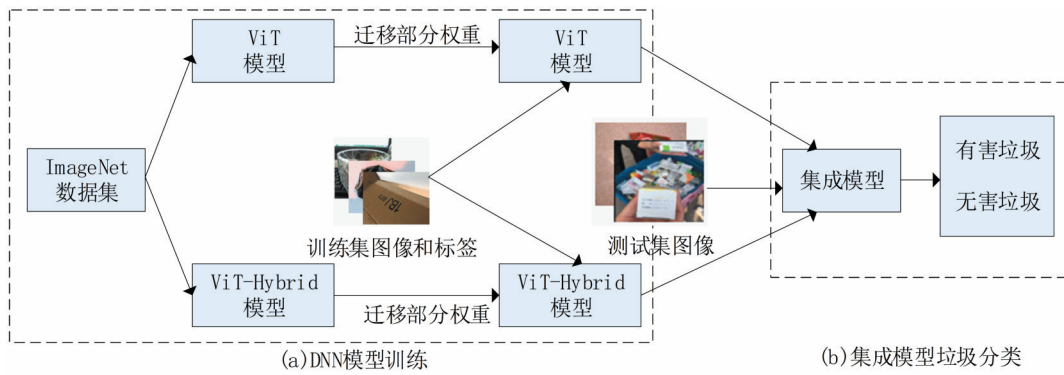 ViT
模型
迁移部分权重
ViT
模型
ImageNet
数据集
训练集图像和标签
测试集图像
集成模型
有害垃圾
无害垃圾
ViT-Hybrid
模型
迁移部分权重
ViT-Hybrid
模型
(a)DNN模型训练
(b)集成模型垃圾分类